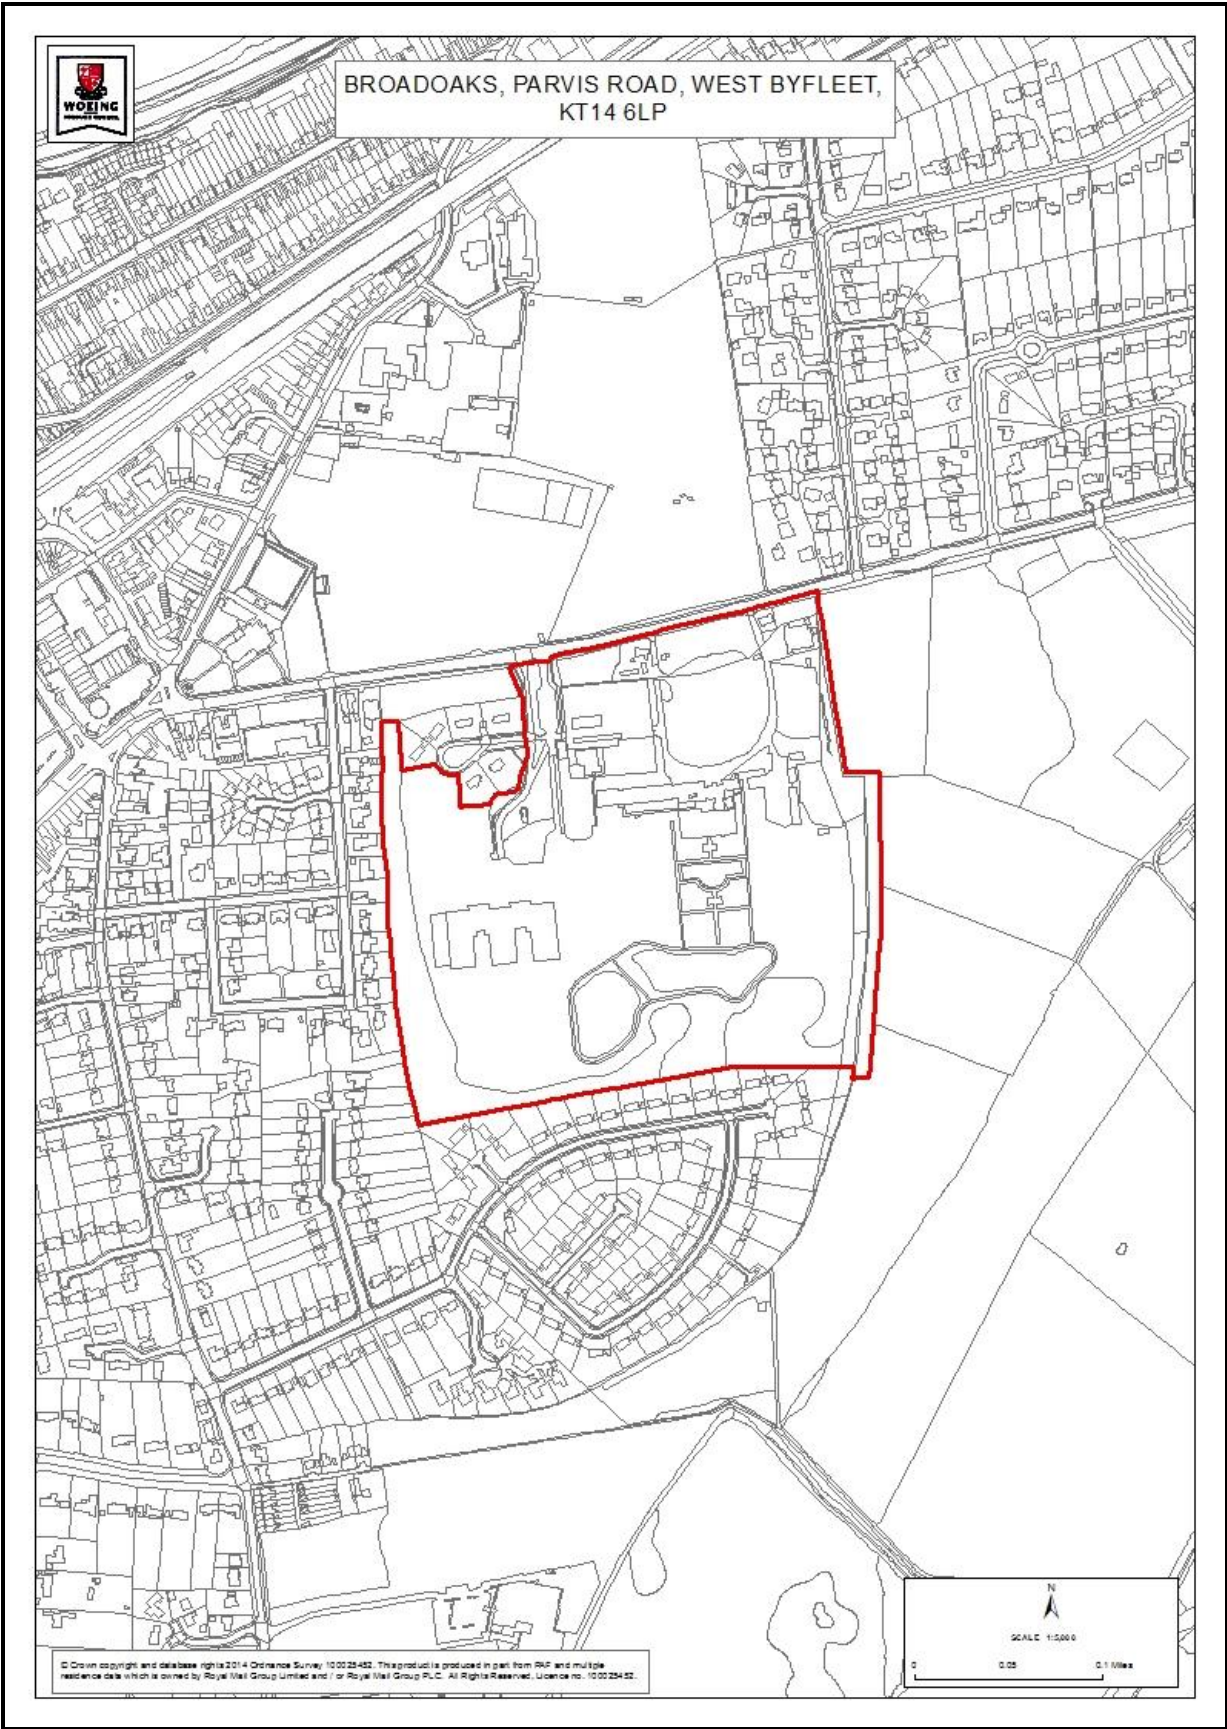 WOKING
BROADOAKS, PARVIS ROAD, WEST BYFLEET,
KT14 6LP
N
SCALE 1:5,000
0 0.05 0.1 Miles
© Crown copyright and database rights 2014 Ordnance Survey 100025452. This product is produced in part from PAF and multiple
residence data which is owned by Royal Mail Group Limited and / or Royal Mail Group PLC. All Rights Reserved, Licence no. 100025452.